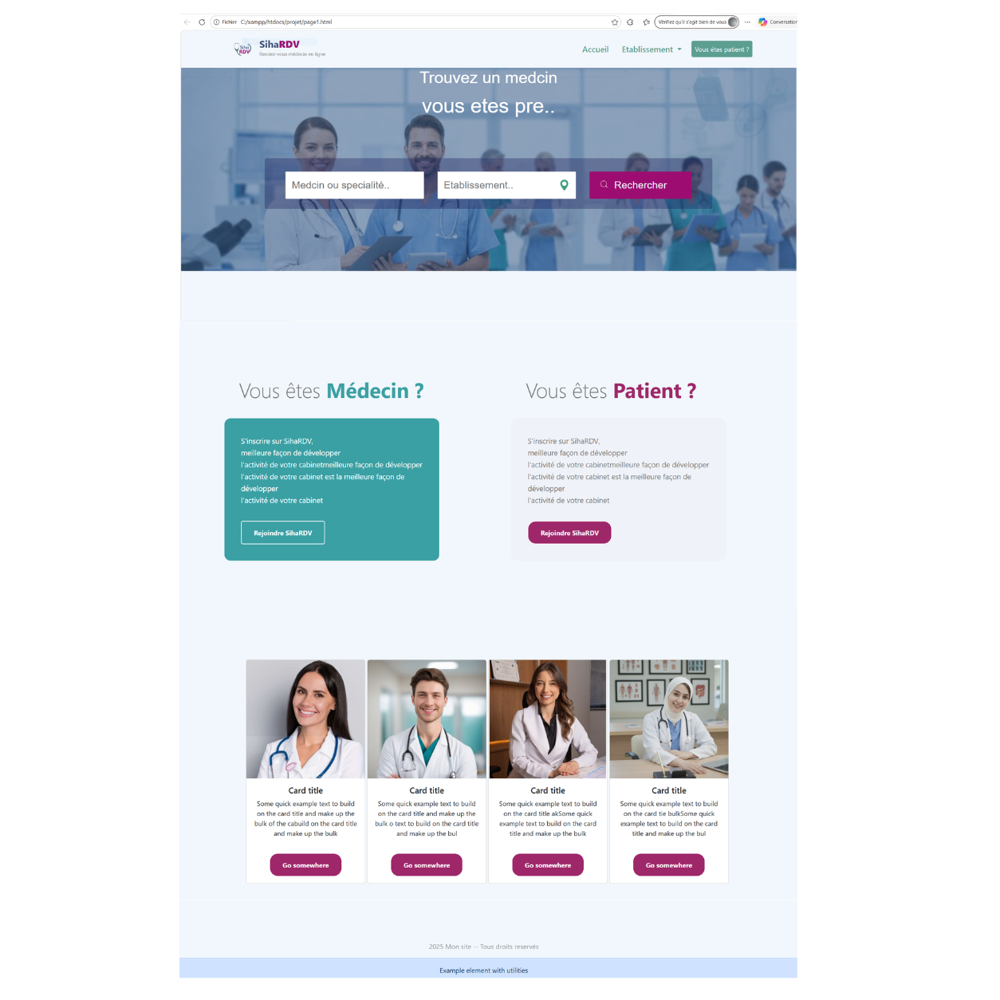 Fichier C:/xampp/htdocs/projet/page1.html
Vérifiez qu'il s'agit bien de vous
Conversation
Siha
RDV
SihaRDV
Rendez-vous médecin en ligne
Accueil
Etablissement
Vous êtes patient ?
Trouvez un medcin
vous etes pre..
Medcin ou specialité..
Etablissement..
Rechercher
Vous êtes Médecin ?
S'inscrire sur SihaRDV,
meilleure façon de développer
l'activité de votre cabinetmeilleure façon de développer
l'activité de votre cabinet est la meilleure façon de
développer
l'activité de votre cabinet
Rejoindre SihaRDV
Vous êtes Patient ?
S'inscrire sur SihaRDV,
meilleure façon de développer
l'activité de votre cabinetmeilleure façon de développer
l'activité de votre cabinet est la meilleure façon de
développer
l'activité de votre cabinet
Rejoindre SihaRDV
Card title
Some quick example text to build
on the card title and make up the
bulk of the cabuild on the card title
and make up the bulk
Go somewhere
Card title
Some quick example text to build
on the card title and make up the
bulk o text to build on the card title
and make up the bul
Go somewhere
Card title
Some quick example text to build
on the card title akSome quick
example text to build on the card
title and make up the bulk
Go somewhere
Card title
Some quick example text to build
on the card tie bulkSome quick
example text to build on the card
title and make up the bul
Go somewhere
2025 Mon site -- Tous droits reservés
Example element with utilities